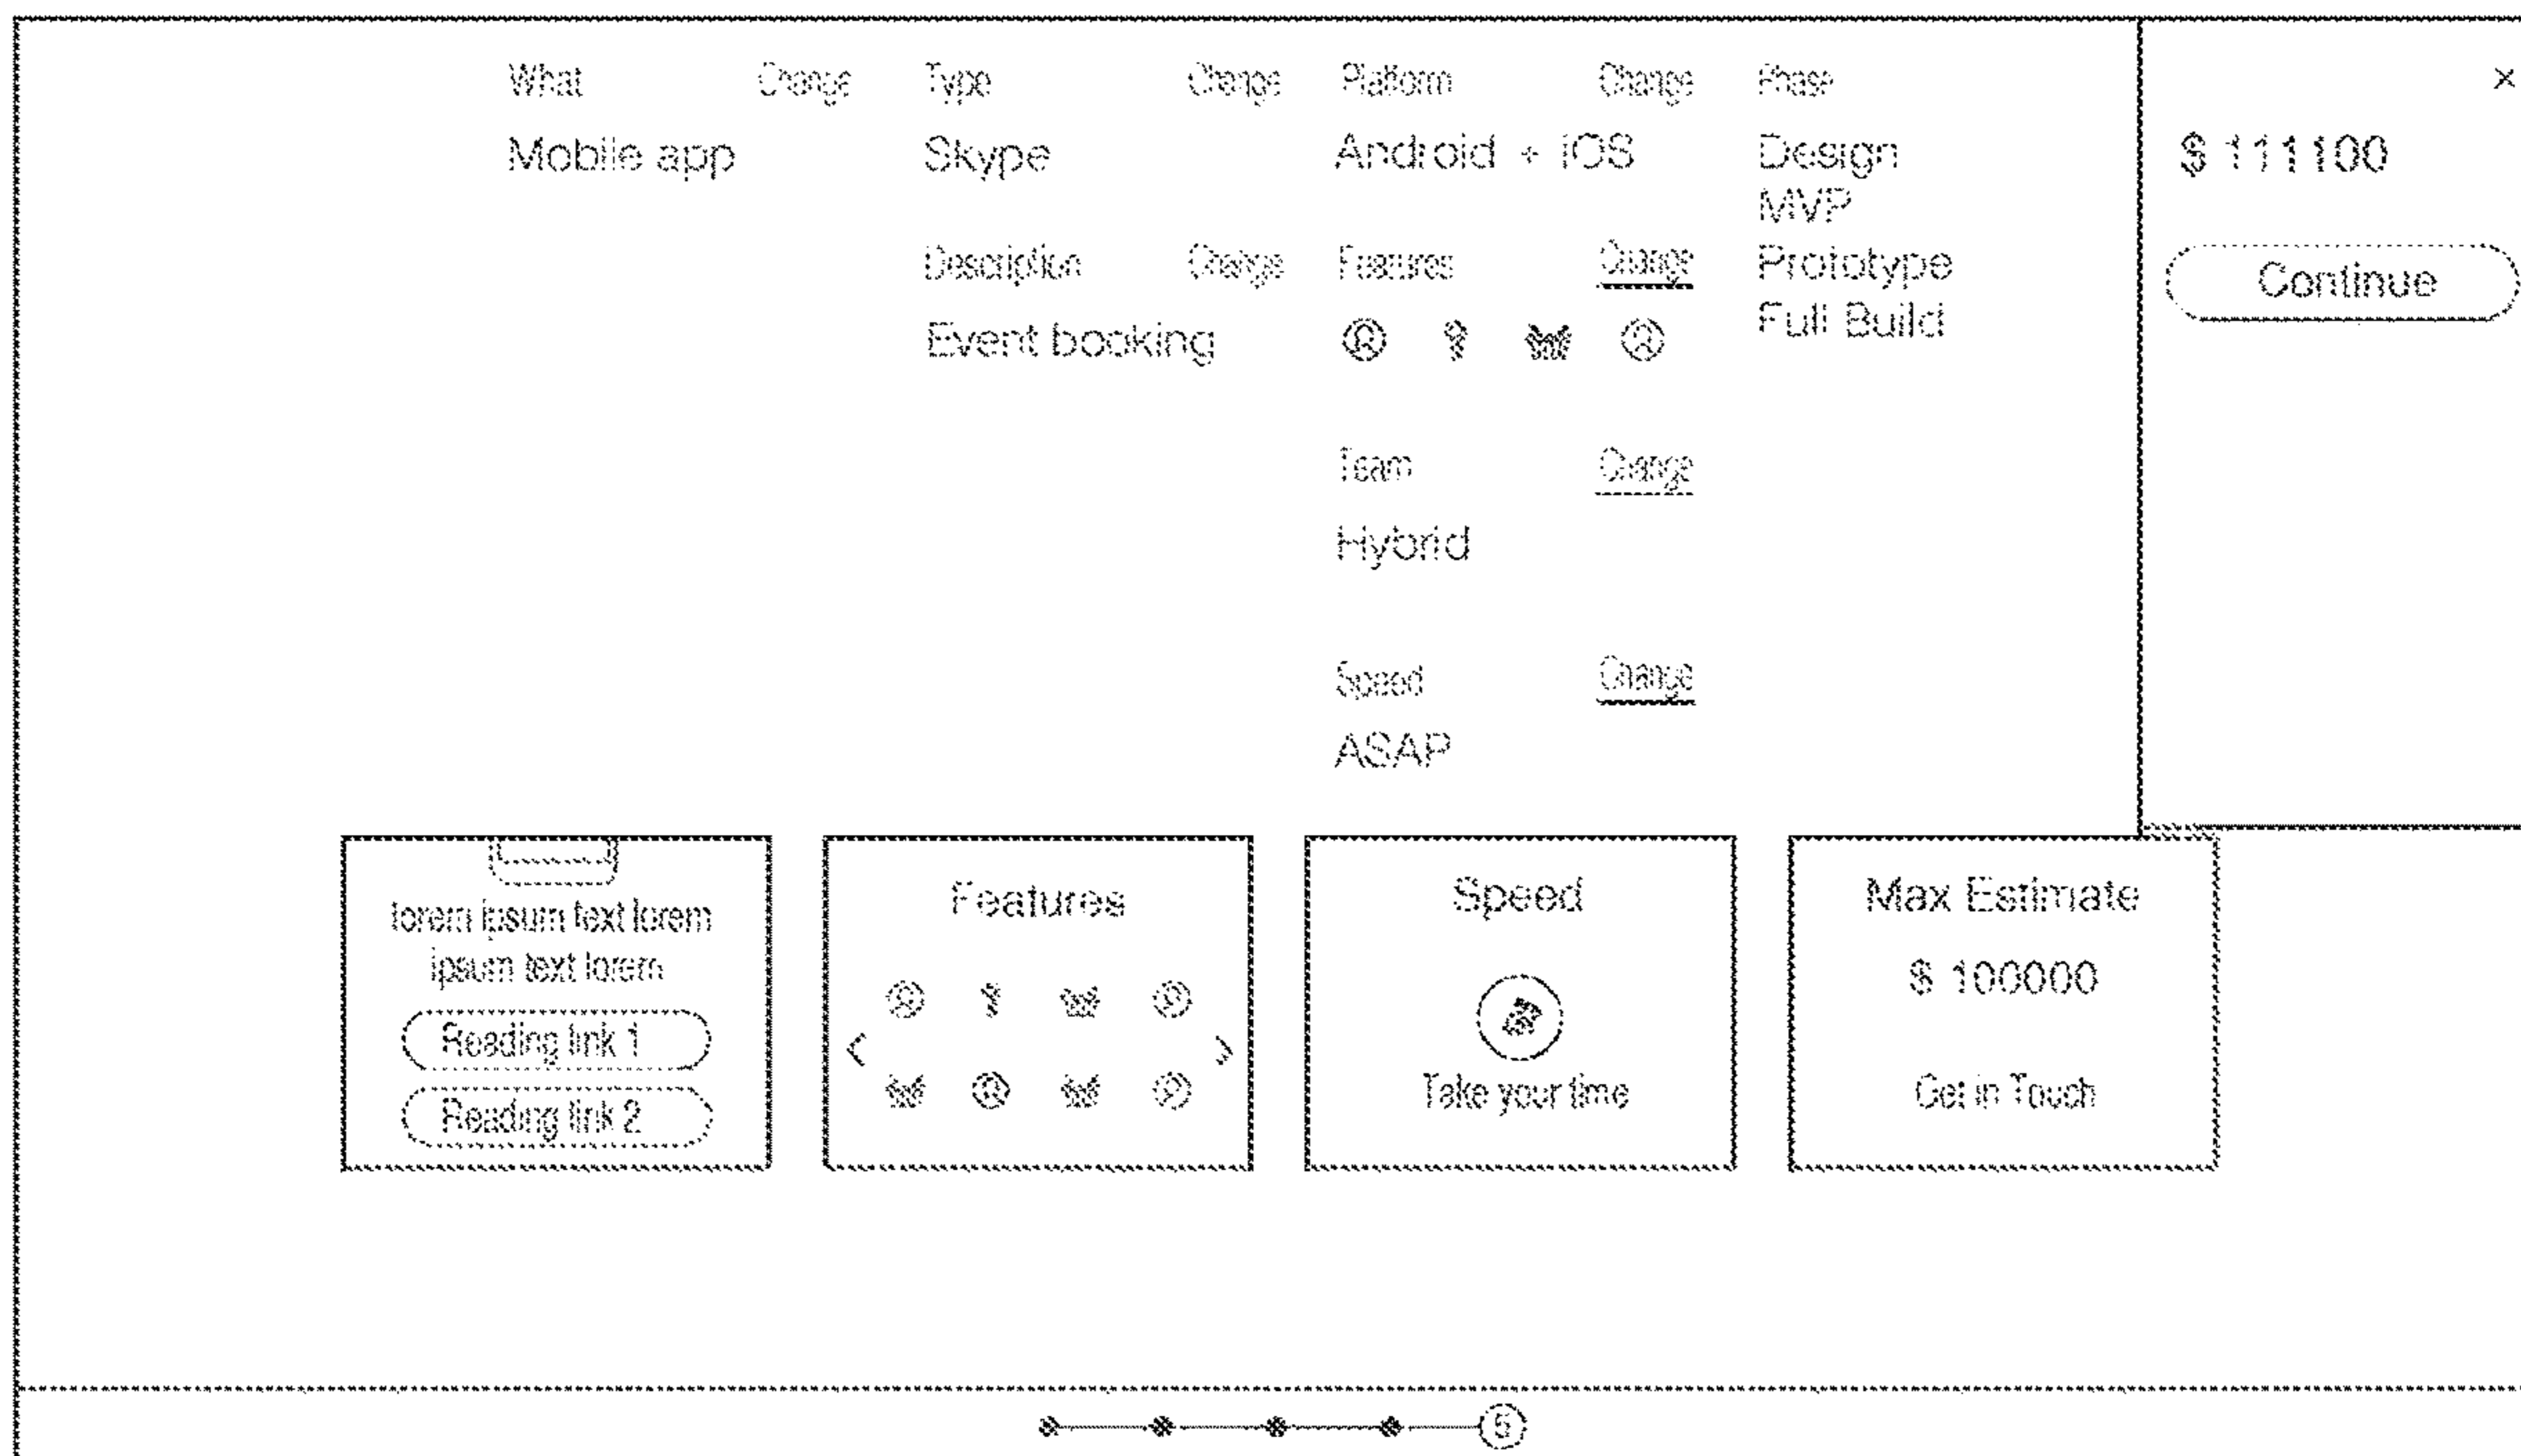 What Change Type Change Platform Change Phase ×
Mobile app Skype Android + iOS Design $ 111100
MVP
Description Change Features Change Prototype Continue
Event booking Full Build
Team Change
Hybrid
Speed Change
ASAP
lorem ipsum text lorem
ipsum text lorem
Reading link 1
Reading link 2
Features
Speed
Take your time
Max Estimate
$ 100000
Get in Touch
5